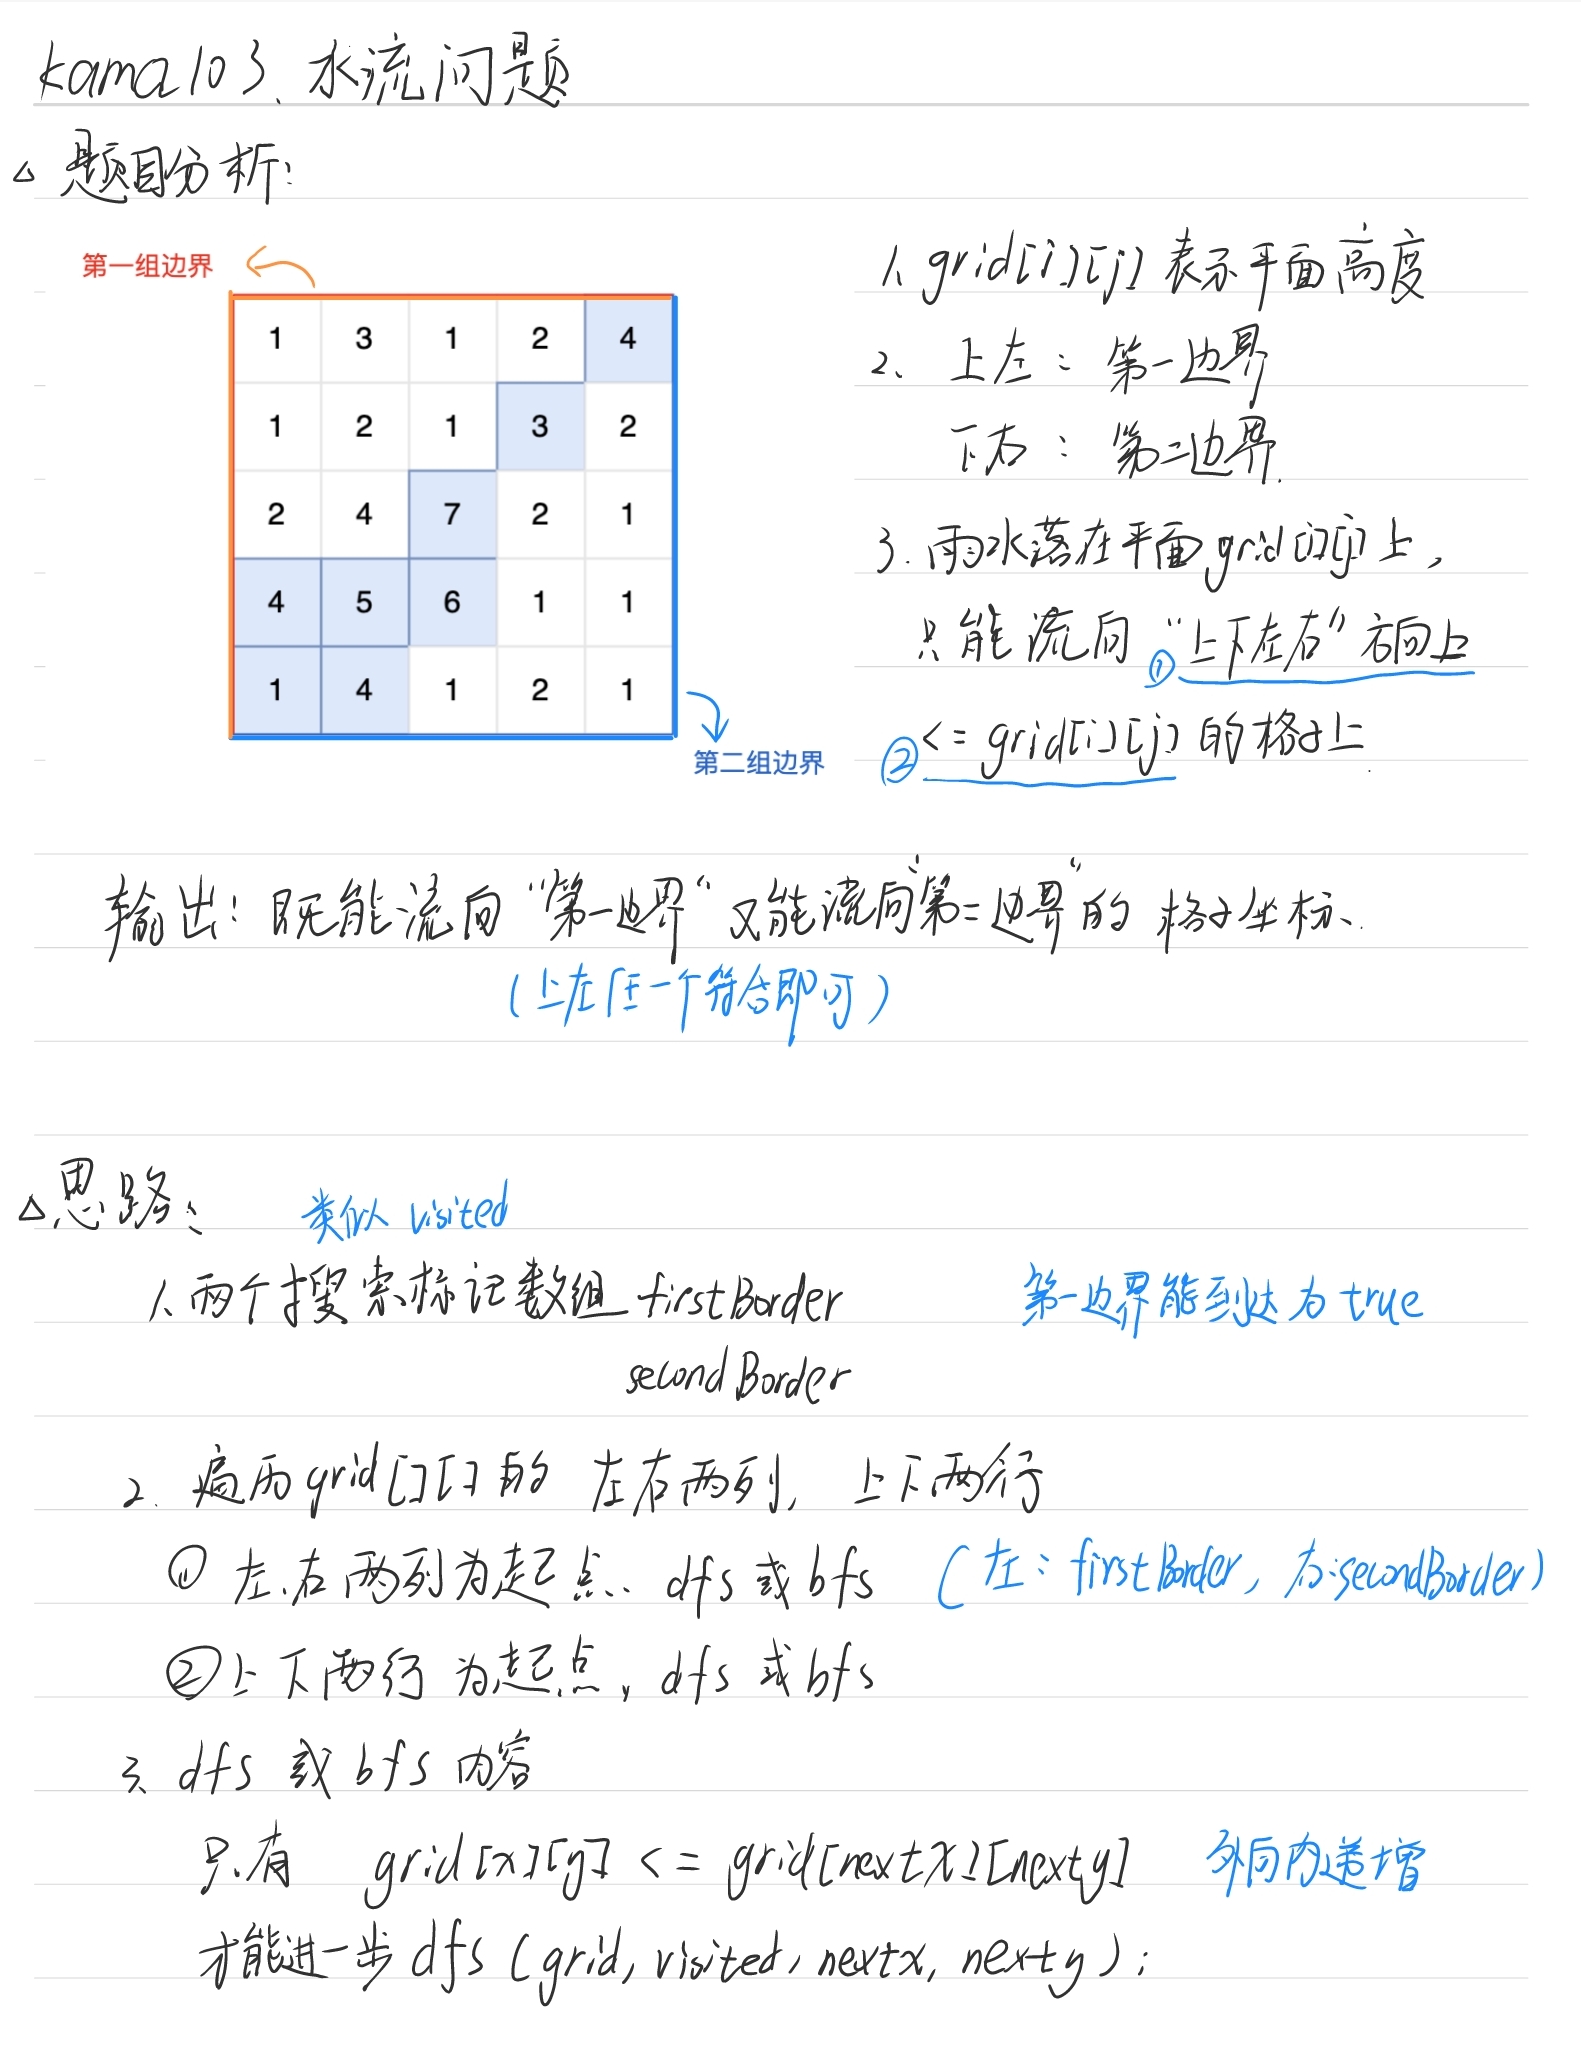 kama103、水流问题
△ 题目分析:
第一组边界
1 3 1 2 4
1 2 1 3 2
2 4 7 2 1
4 5 6 1 1
1 4 1 2 1
第二组边界
1、grid[i][j] 表示平面高度
2、 上左： 第一边界
下右： 第二边界.
3. 雨水落在平面 grid[i][j] 上，
只能流向 “上下左右” 方向上
①
② <= grid[i][j] 的格子上
输出: 既能流向 “第一边界“ 又能流向“第二边界”的 格子坐标、
(上左任一个符合即可)
△ 思路：
类似 visited
1、两个搜索标记数组 firstBorder
第一边界能到达为 true
secondBorder
2. 遍历 grid[][] 的 左右两列, 上下两行
① 左、右两列为起点、 dfs 或 bfs (左: firstBorder, 右:secondBorder)
② 上下两行 为起点, dfs 或 bfs
3、dfs 或 bfs 内容
只有 grid[x][y] <= grid[nextx][nexty] 外向内递增
才能进一步 dfs (grid, visited, nextx, nexty);